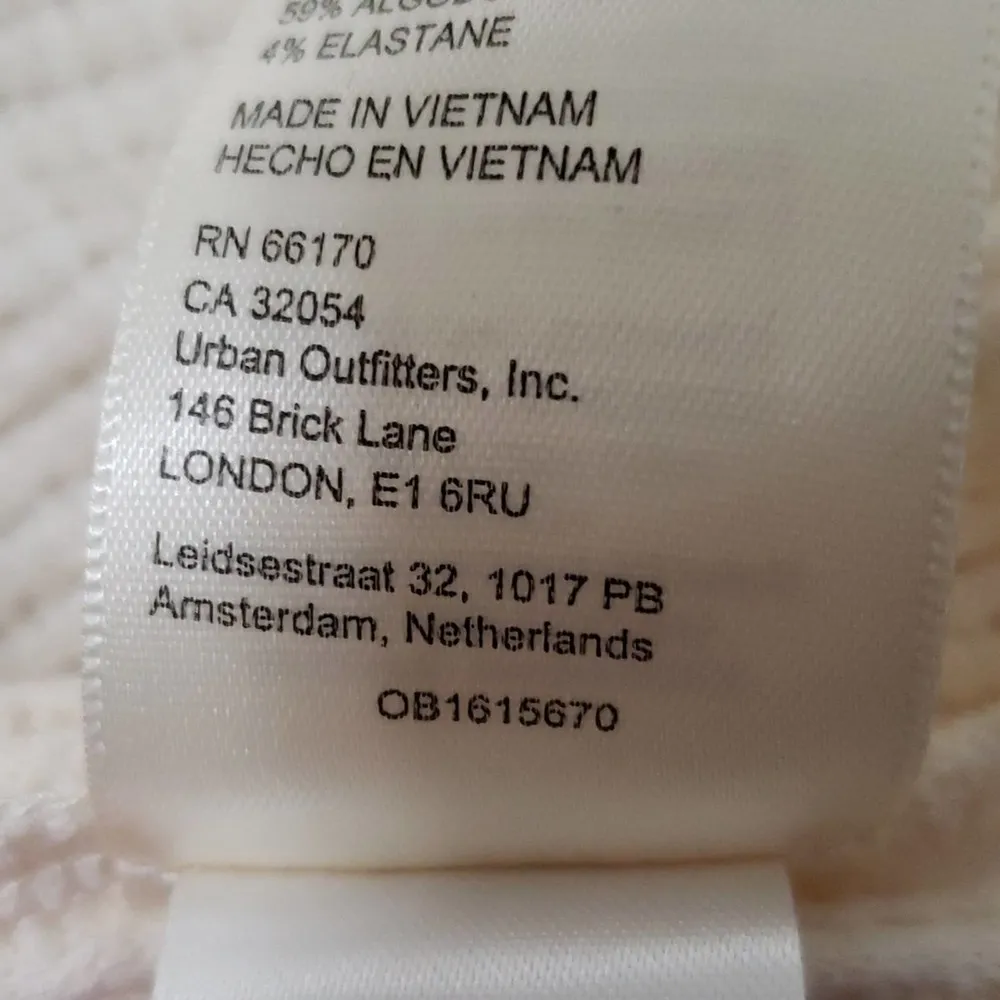 59%
4% ELASTANE
MADE IN VIETNAM
HECHO EN VIETNAM
RN 66170
CA 32054
Urban Outfitters, Inc.
146 Brick Lane
LONDON, E1 6RU
Leidsestraat 32, 1017 PB
Amsterdam, Netherlands
OB1615670